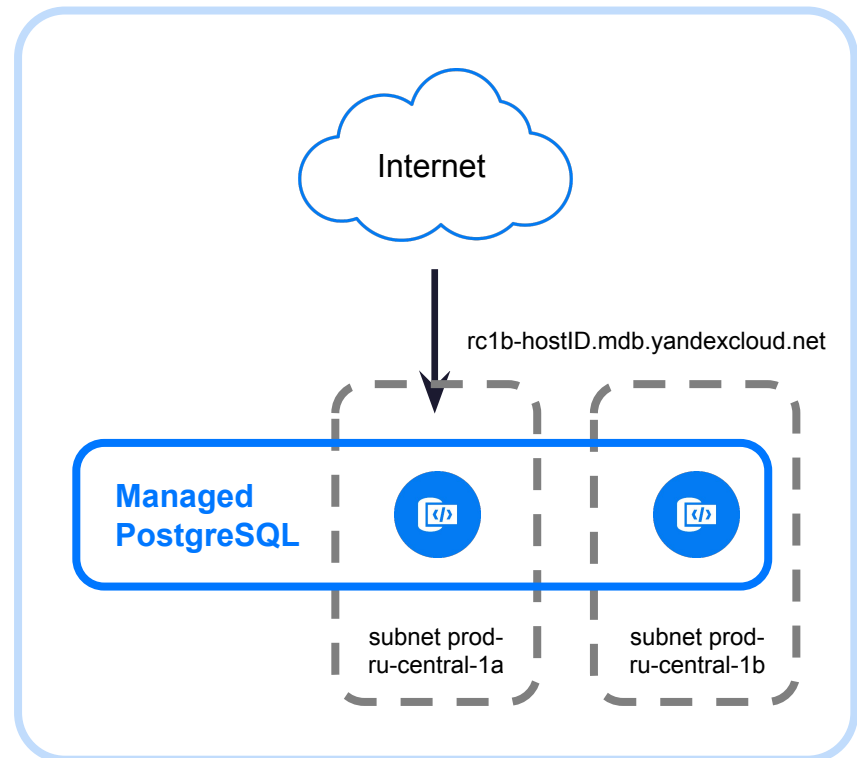 Internet
rc1b-hostID.mdb.yandexcloud.net
Managed
PostgreSQL
subnet prod-
ru-central-1a
subnet prod-
ru-central-1b